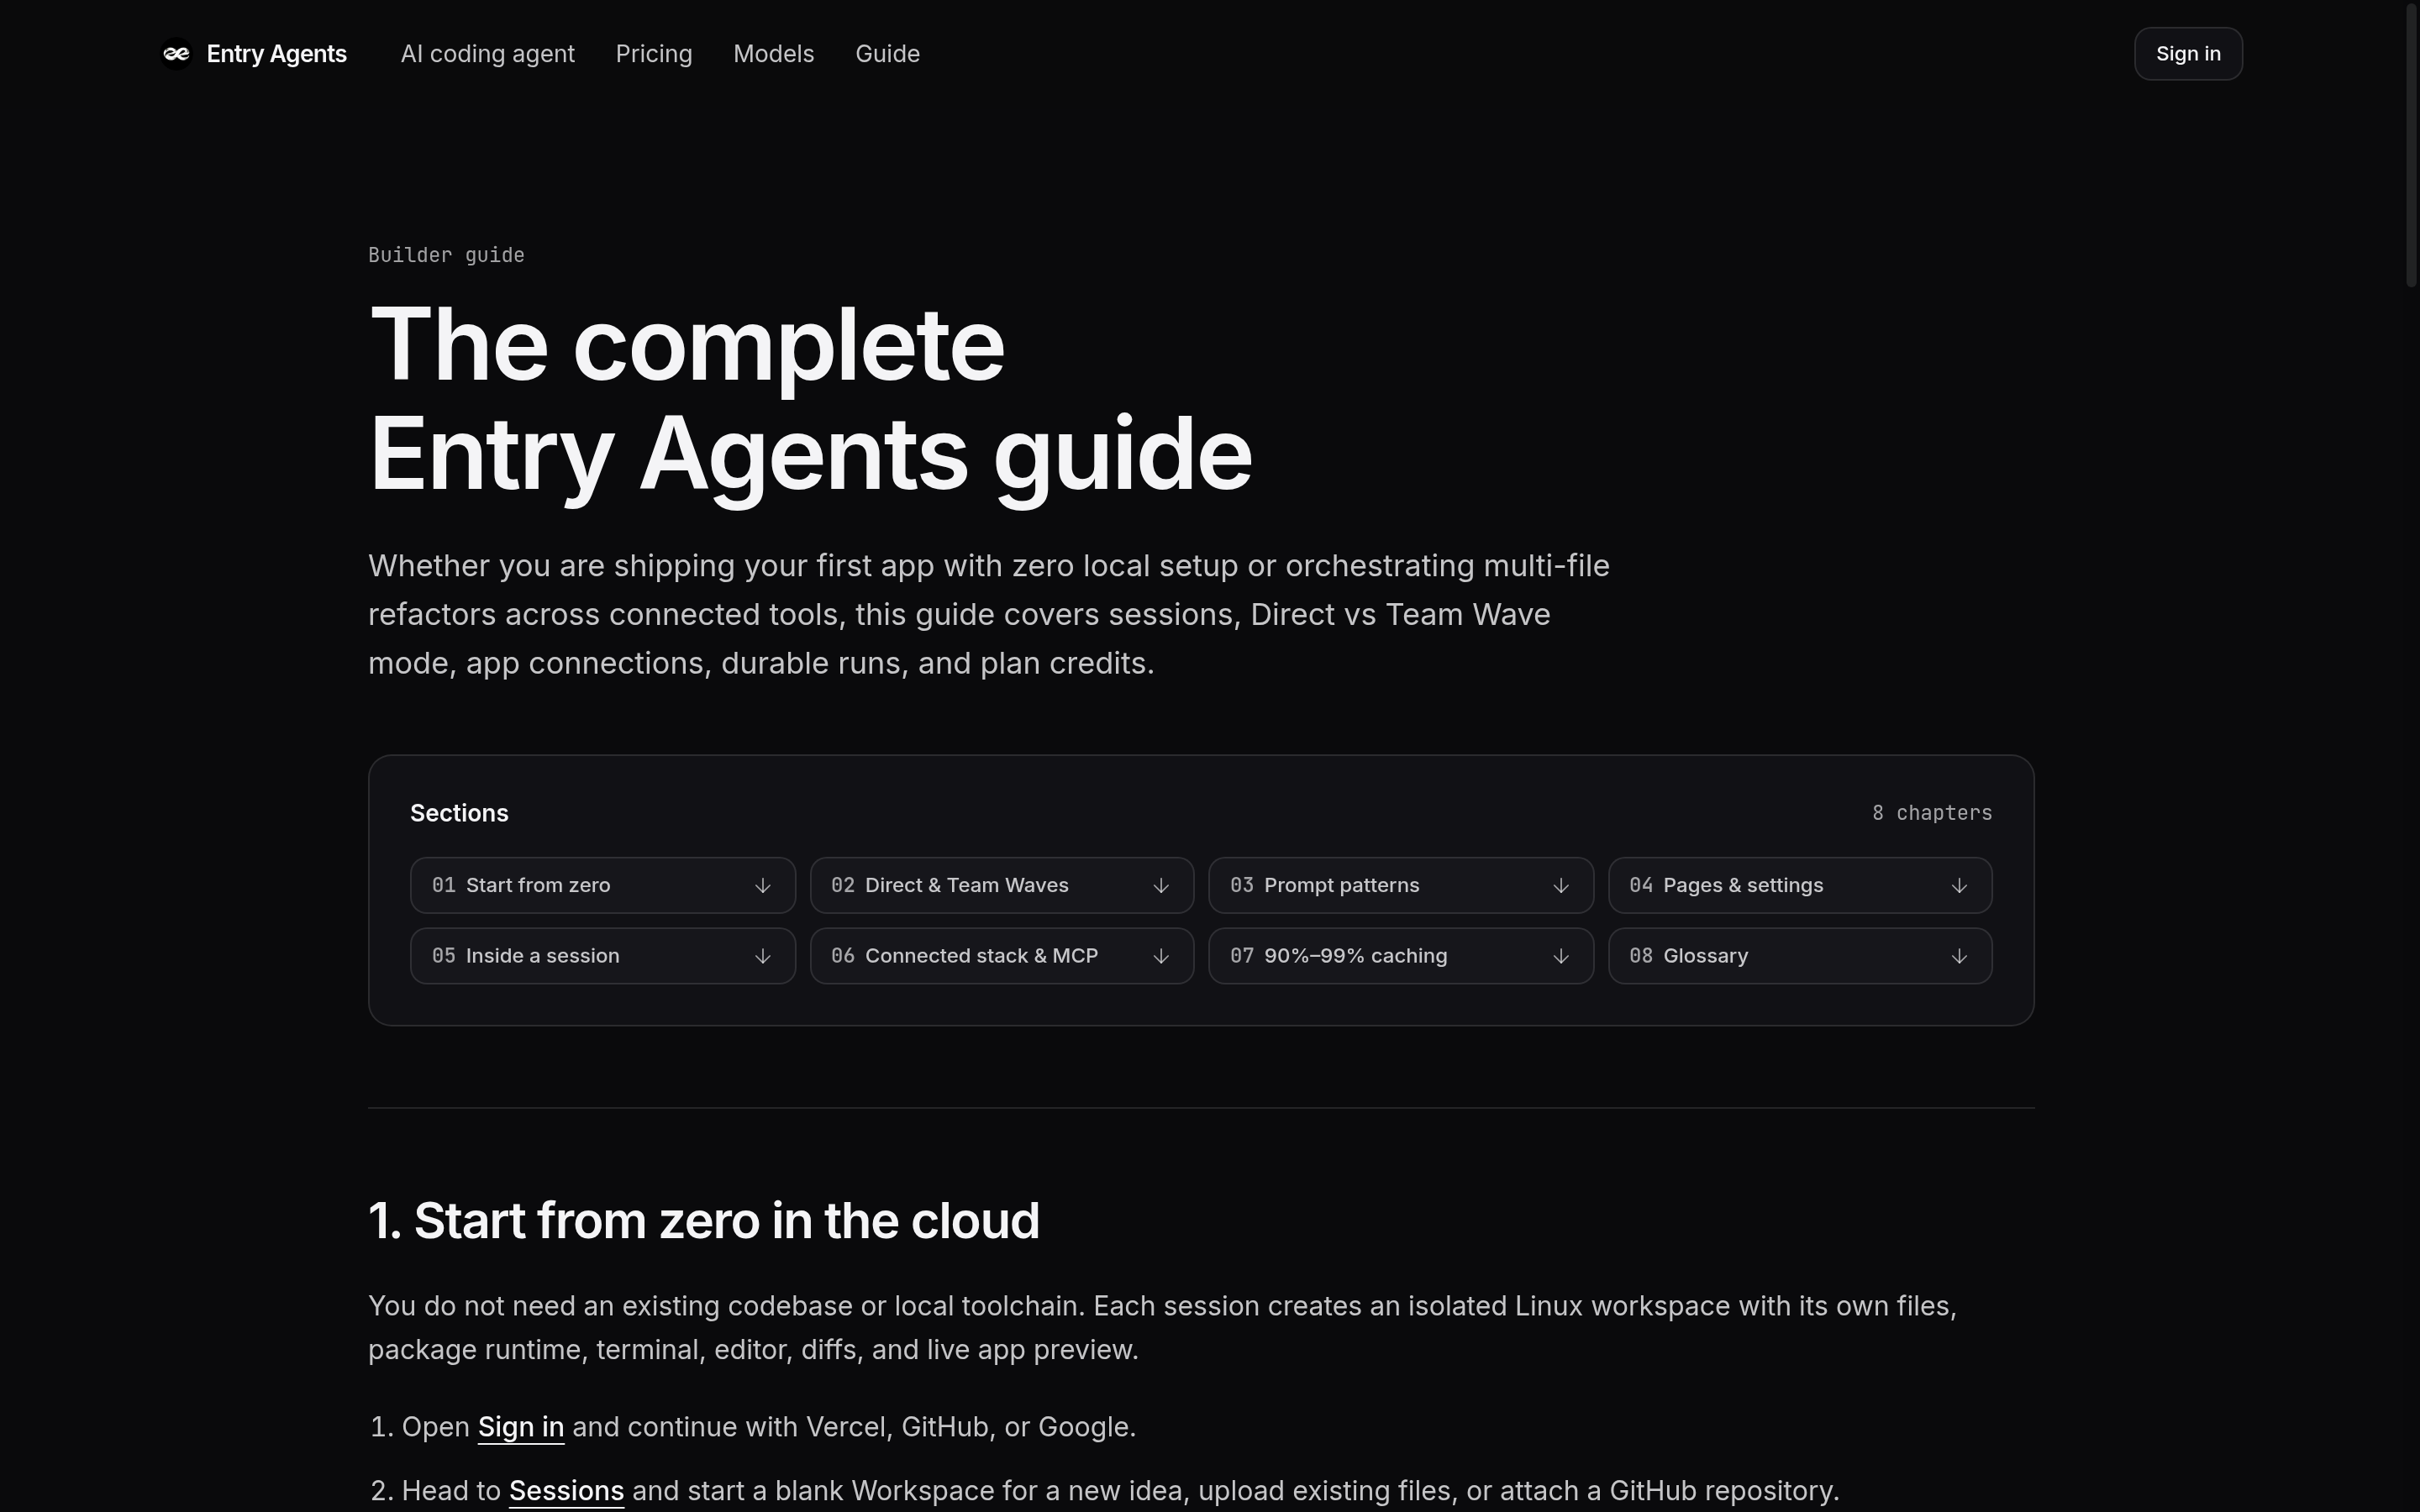 Entry Agents
AI coding agent
Pricing
Models
Guide
Sign in
Builder guide
The complete
Entry Agents guide
Whether you are shipping your first app with zero local setup or orchestrating multi-file
refactors across connected tools, this guide covers sessions, Direct vs Team Wave
mode, app connections, durable runs, and plan credits.
Sections
8 chapters
01 Start from zero
02 Direct & Team Waves
03 Prompt patterns
04 Pages & settings
05 Inside a session
06 Connected stack & MCP
07 90%–99% caching
08 Glossary
1. Start from zero in the cloud
You do not need an existing codebase or local toolchain. Each session creates an isolated Linux workspace with its own files,
package runtime, terminal, editor, diffs, and live app preview.
1. Open Sign in and continue with Vercel, GitHub, or Google.
2. Head to Sessions and start a blank Workspace for a new idea, upload existing files, or attach a GitHub repository.